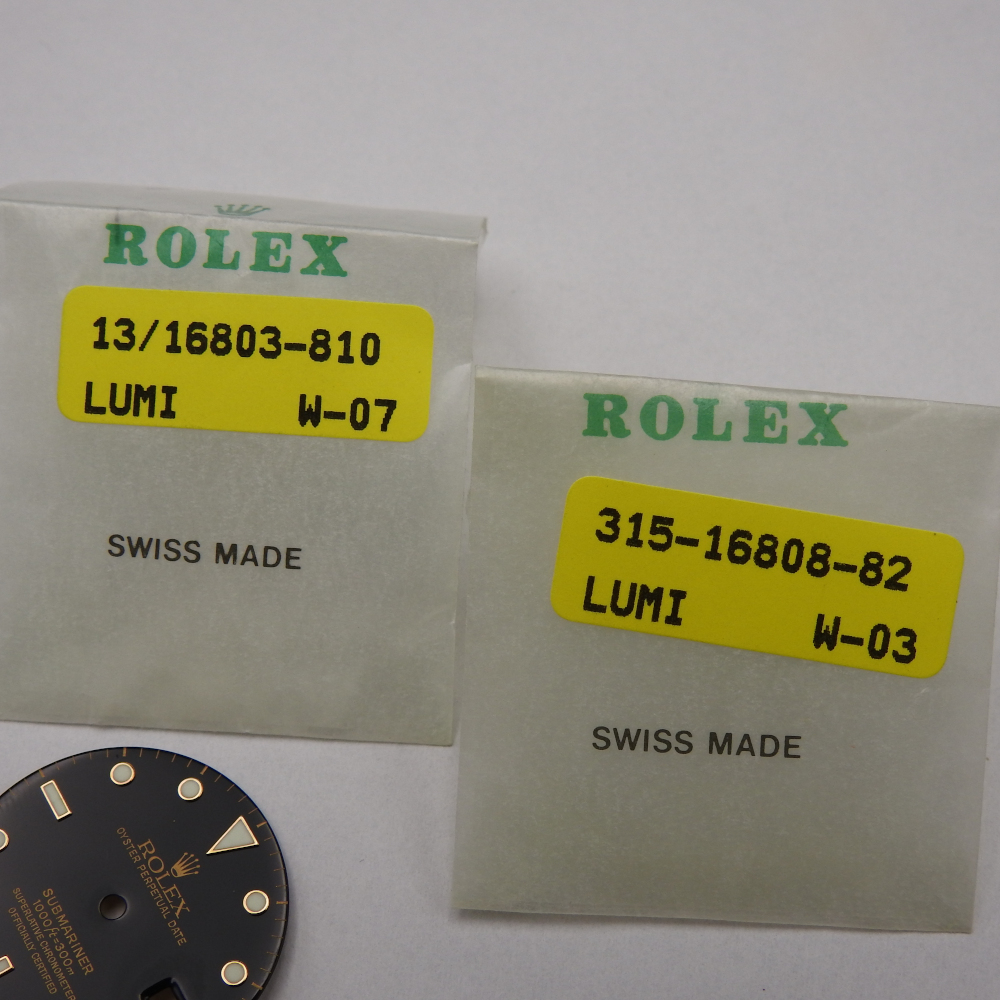 ROLEX
13/16803-810
LUMI W-07
SWISS MADE
ROLEX
315-16808-82
LUMI W-03
SWISS MADE
ROLEX
OYSTER PERPETUAL DATE
SUBMARINER
1000ft=300m
SUPERLATIVE CHRONOMETER
OFFICIALLY CERTIFIED